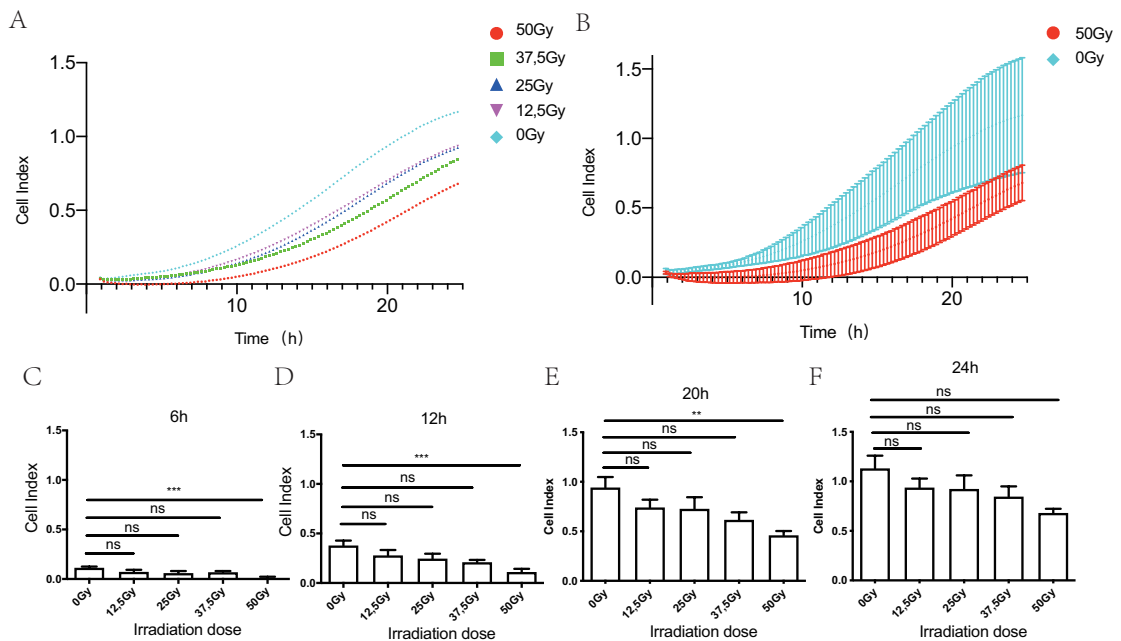 A
50Gy
37,5Gy
25Gy
12,5Gy
0Gy
1.5
1.0
0.5
0.0
10
20
Cell Index
Time (h)
B
50Gy
0Gy
1.5
1.0
0.5
0.0
10
20
Cell Index
Time (h)
C
6h
1.5
1.0
0.5
0.0
Cell Index
***
ns
ns
ns
0Gy
12,5Gy
25Gy
37,5Gy
50Gy
Irradiation dose
D
12h
1.5
1.0
0.5
0.0
Cell Index
***
ns
ns
ns
0Gy
12,5Gy
25Gy
37,5Gy
50Gy
Irradiation dose
E
20h
1.5
1.0
0.5
0.0
Cell Index
**
ns
ns
ns
0Gy
12,5Gy
25Gy
37,5Gy
50Gy
Irradiation dose
F
24h
1.5
1.0
0.5
0.0
Cell Index
ns
ns
ns
ns
0Gy
12,5Gy
25Gy
37,5Gy
50Gy
Irradiation dose